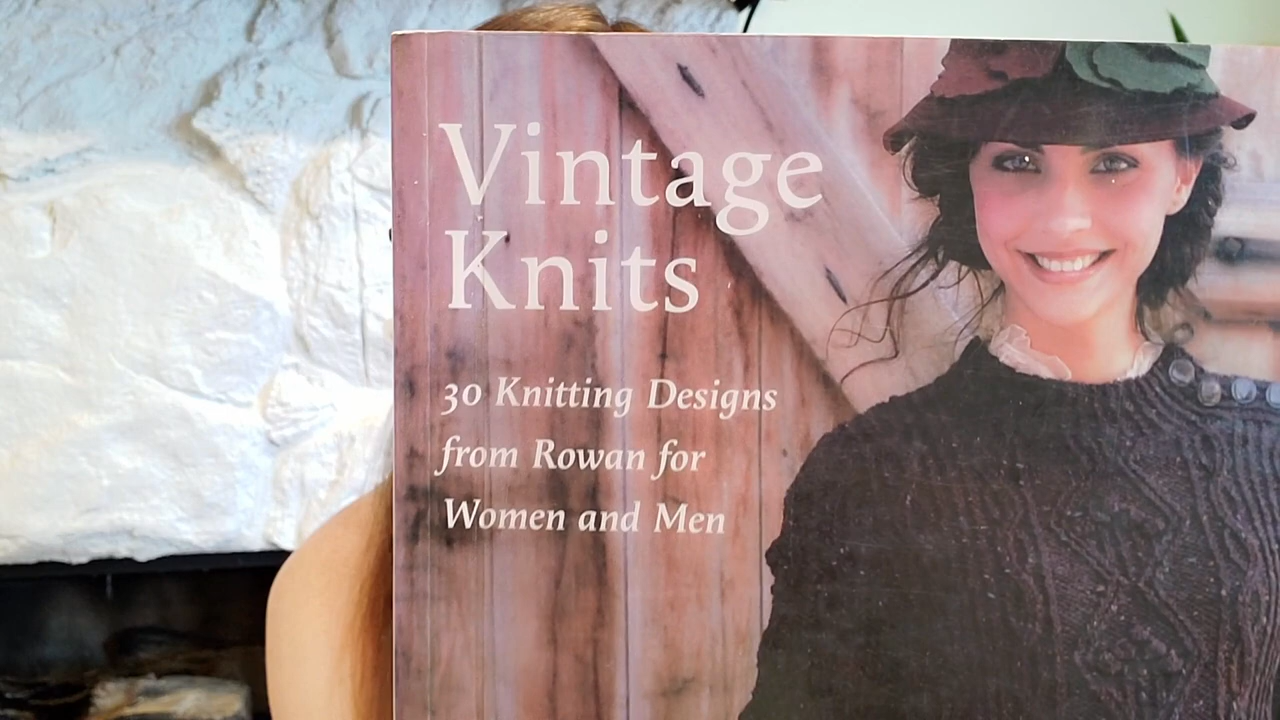 Vintage
Knits
30 Knitting Designs
from Rowan for
Women and Men